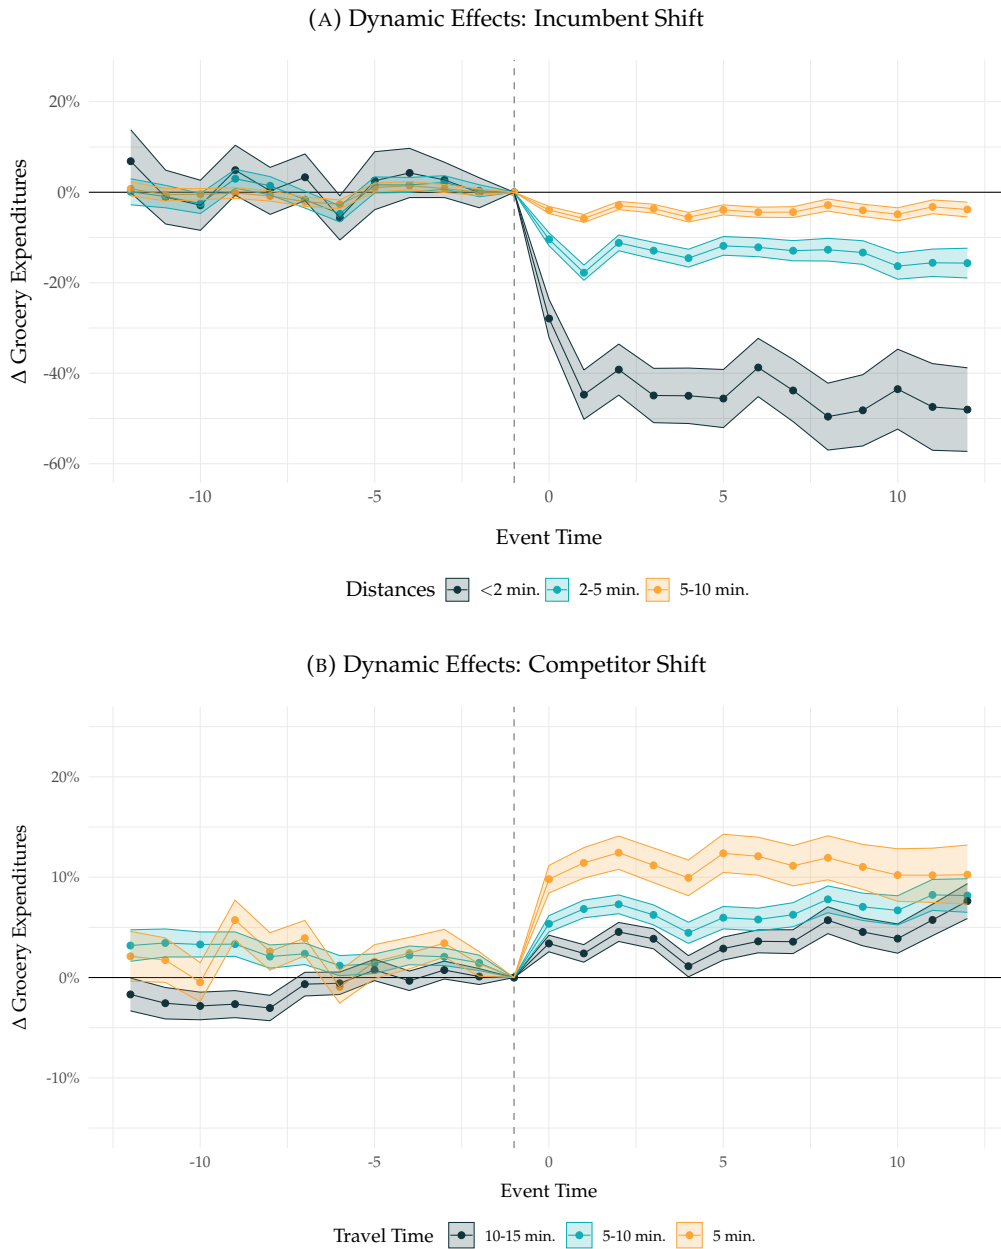 (A) Dynamic Effects: Incumbent Shift
Δ Grocery Expenditures
20%
0%
-20%
-40%
-60%
-10 -5 0 5 10
Event Time
Distances <2 min. 2-5 min. 5-10 min.
(B) Dynamic Effects: Competitor Shift
Δ Grocery Expenditures
20%
10%
0%
-10%
-10 -5 0 5 10
Event Time
Travel Time 10-15 min. 5-10 min. 5 min.